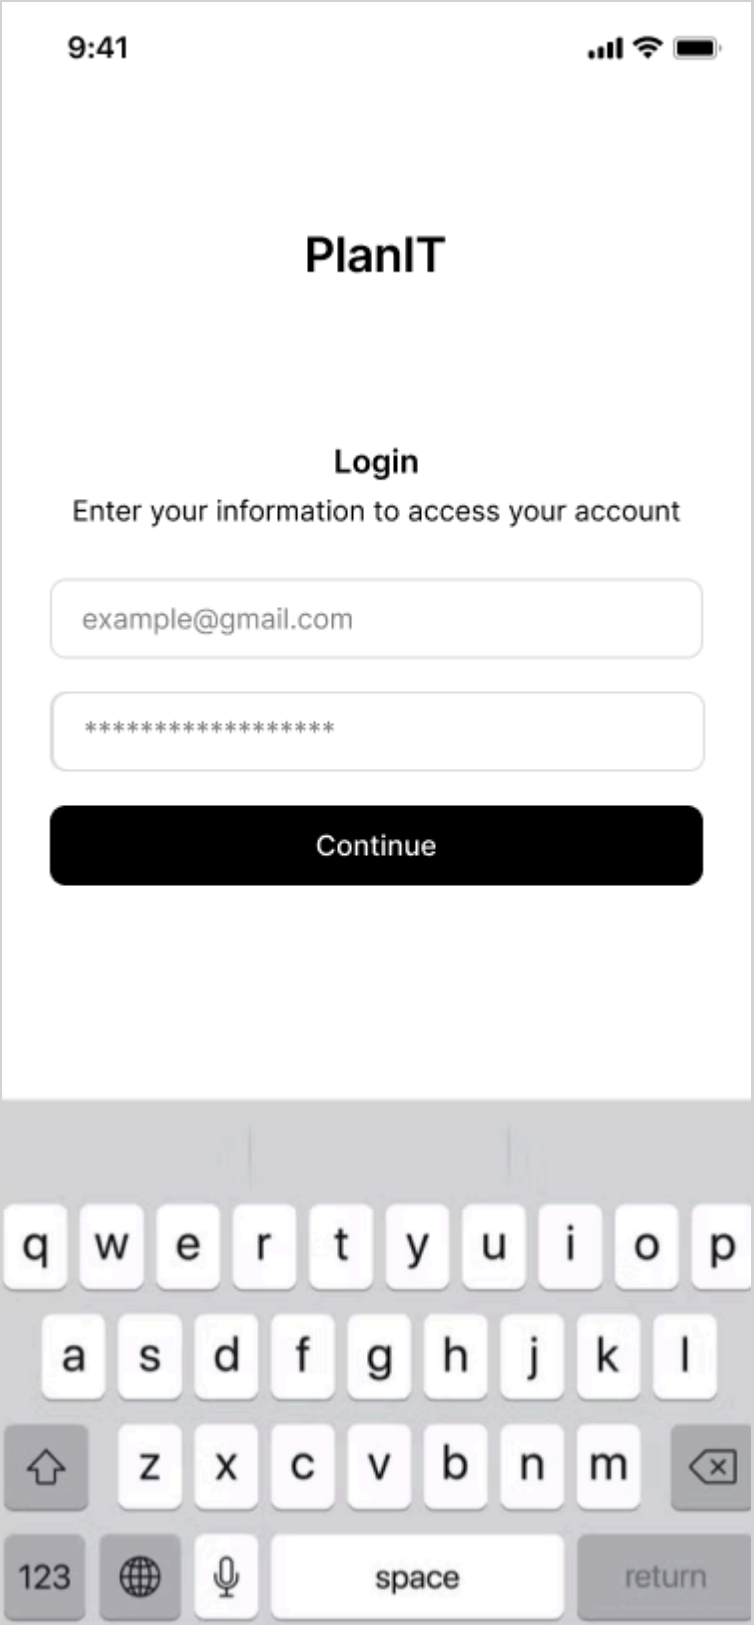 9:41
PlanIT
Login
Enter your information to access your account
example@gmail.com
******************
Continue
q w e r t y u i o p
a s d f g h j k l
z x c v b n m
123 space return